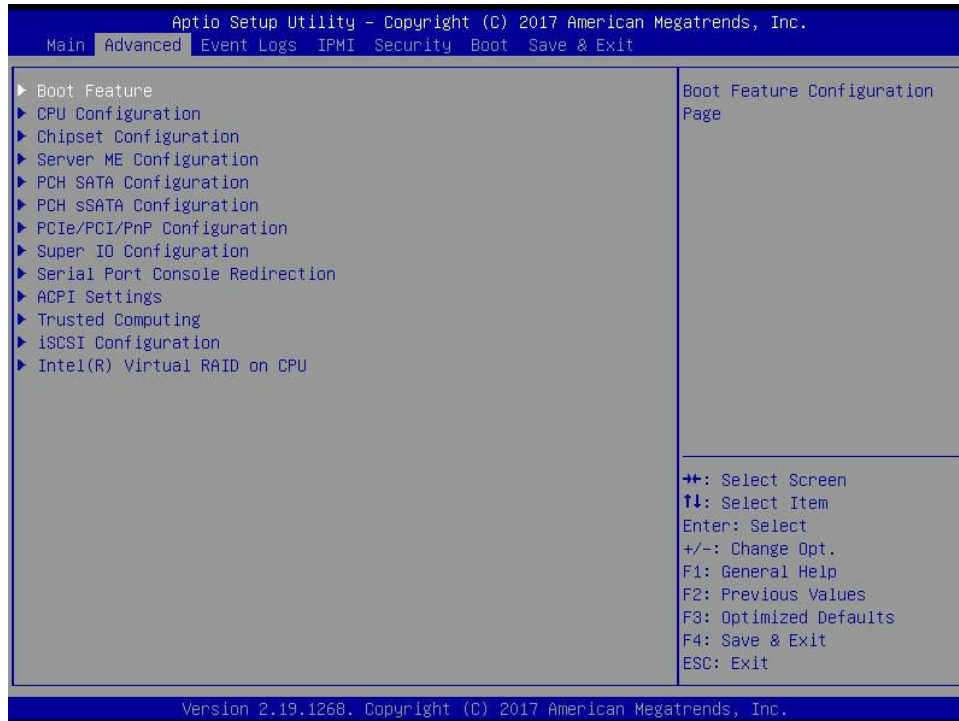 Aptio Setup Utility – Copyright (C) 2017 American Megatrends, Inc.
Main Advanced Event Logs IPMI Security Boot Save & Exit
▶ Boot Feature
▶ CPU Configuration
▶ Chipset Configuration
▶ Server ME Configuration
▶ PCH SATA Configuration
▶ PCH sSATA Configuration
▶ PCIe/PCI/PnP Configuration
▶ Super IO Configuration
▶ Serial Port Console Redirection
▶ ACPI Settings
▶ Trusted Computing
▶ iSCSI Configuration
▶ Intel(R) Virtual RAID on CPU
Boot Feature Configuration
Page
→←: Select Screen
↑↓: Select Item
Enter: Select
+/-: Change Opt.
F1: General Help
F2: Previous Values
F3: Optimized Defaults
F4: Save & Exit
ESC: Exit
Version 2.19.1268. Copyright (C) 2017 American Megatrends, Inc.